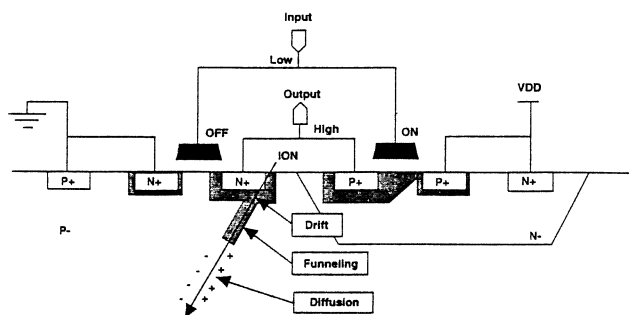 Input
Low
Output
VDD
OFF
High
ON
ION
P+
N+
N+
P+
P+
N+
Drift
P-
N-
Funneling
- - - -
+ + + +
Diffusion